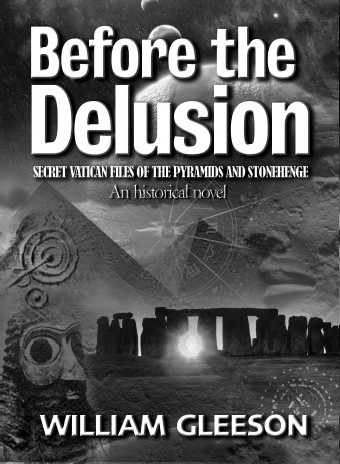 Before the
Delusion
SECRET VATICAN FILES OF THE PYRAMIDS AND STONEHENGE
An historical novel
WILLIAM GLEESON